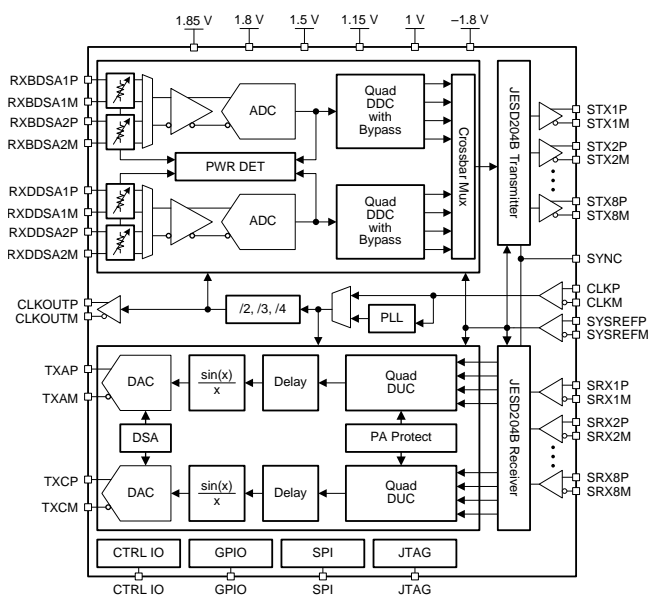 1.85 V
1.8 V
1.5 V
1.15 V
1 V
–1.8 V
RXBDSA1P
RXBDSA1M
RXBDSA2P
RXBDSA2M
ADC
Quad
DDC
with
Bypass
Crossbar Mux
JESD204B Transmitter
STX1P
STX1M
STX2P
STX2M
STX8P
STX8M
PWR DET
RXDDSA1P
RXDDSA1M
RXDDSA2P
RXDDSA2M
ADC
Quad
DDC
with
Bypass
SYNC
CLKOUTP
CLKOUTM
/2, /3, /4
PLL
CLKP
CLKM
SYSREFP
SYSREFM
TXAP
TXAM
DAC
sin(x)
x
Delay
Quad
DUC
JESD204B Receiver
SRX1P
SRX1M
SRX2P
SRX2M
SRX8P
SRX8M
DSA
PA Protect
TXCP
TXCM
DAC
sin(x)
x
Delay
Quad
DUC
CTRL IO
GPIO
SPI
JTAG
CTRL IO
GPIO
SPI
JTAG